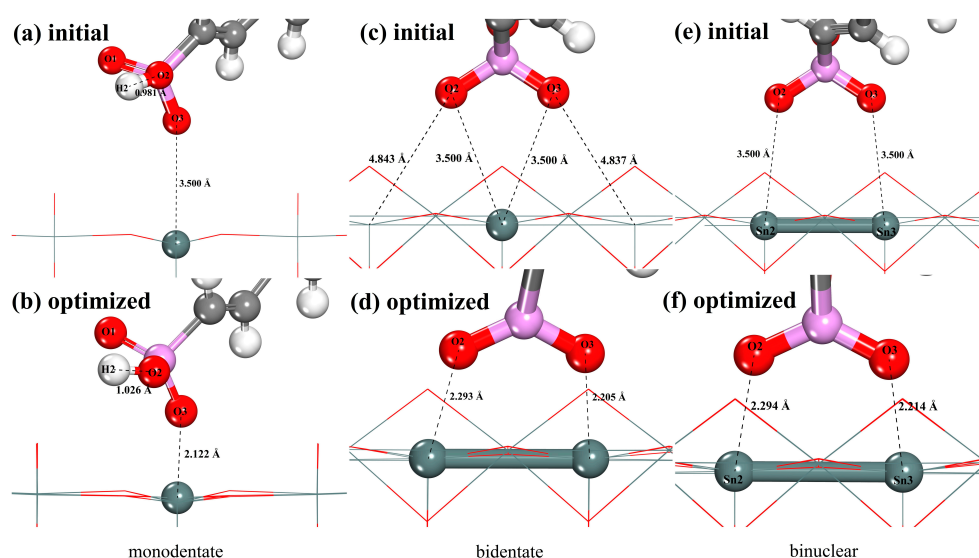 (a) initial
O1
O2
H2
0.981 Å
O3
3.500 Å
(c) initial
O2
O3
4.843 Å
3.500 Å
3.500 Å
4.837 Å
(e) initial
O2
O3
3.500 Å
3.500 Å
Sn2
Sn3
(b) optimized
O1
H2
O2
1.026 Å
O3
2.122 Å
(d) optimized
O2
O3
2.293 Å
2.205 Å
(f) optimized
O2
O3
2.294 Å
2.214 Å
Sn2
Sn3
monodentate
bidentate
binuclear